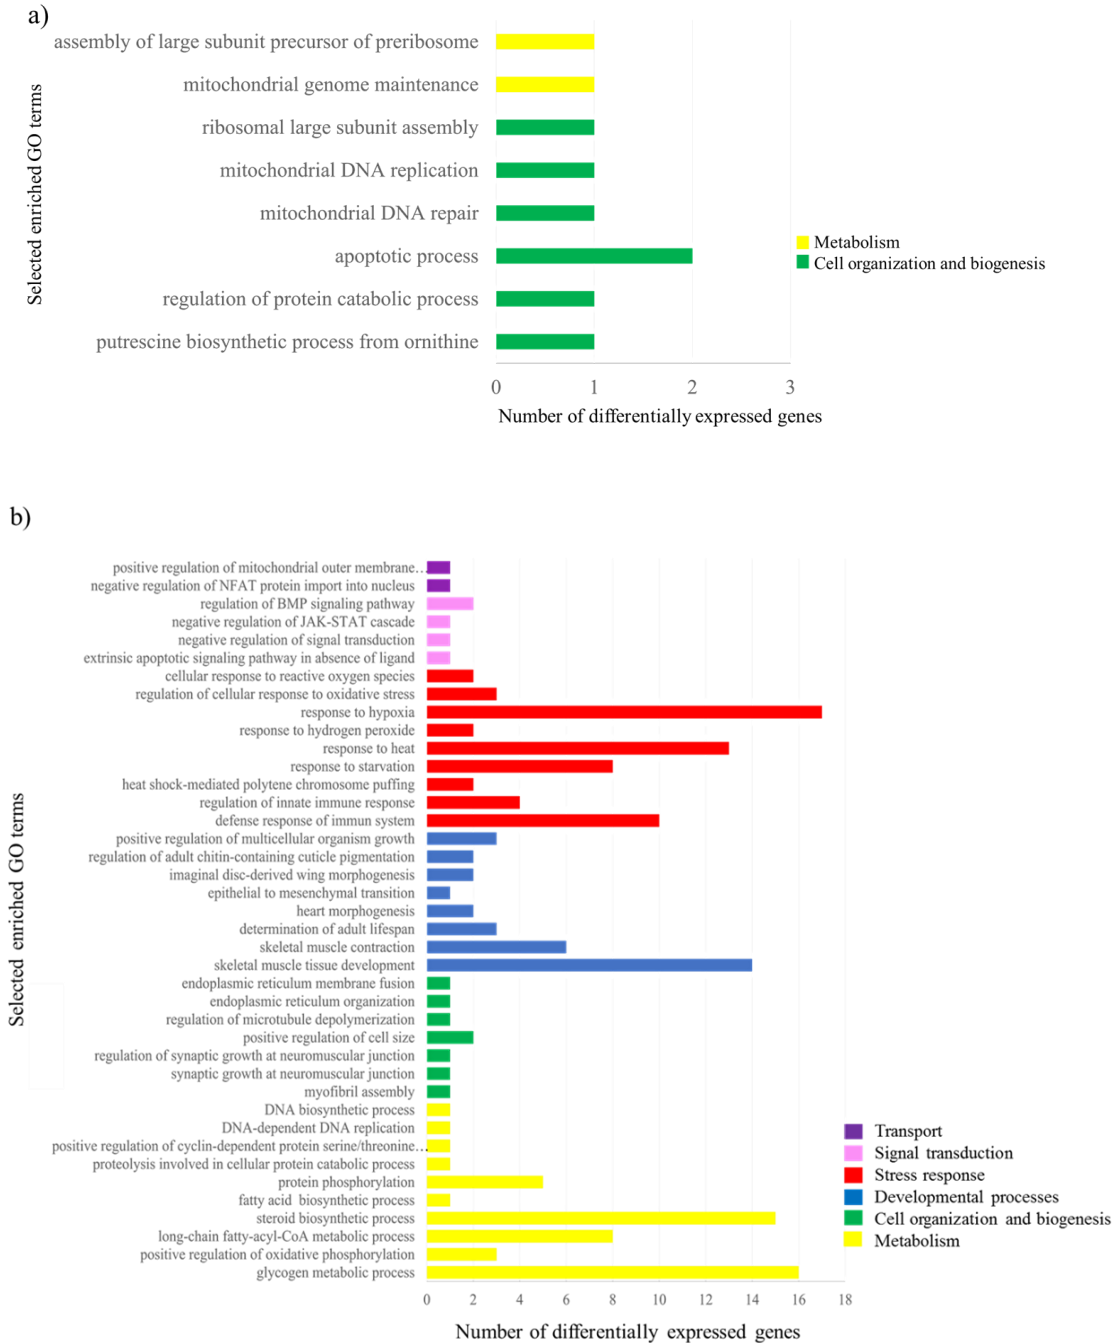 a)
Selected enriched GO terms
assembly of large subunit precursor of preribosome
mitochondrial genome maintenance
ribosomal large subunit assembly
mitochondrial DNA replication
mitochondrial DNA repair
apoptotic process
regulation of protein catabolic process
putrescine biosynthetic process from ornithine
0 1 2 3
Number of differentially expressed genes
Metabolism
Cell organization and biogenesis
b)
Selected enriched GO terms
positive regulation of mitochondrial outer membrane…
negative regulation of NFAT protein import into nucleus
regulation of BMP signaling pathway
negative regulation of JAK-STAT cascade
negative regulation of signal transduction
extrinsic apoptotic signaling pathway in absence of ligand
cellular response to reactive oxygen species
regulation of cellular response to oxidative stress
response to hypoxia
response to hydrogen peroxide
response to heat
response to starvation
heat shock-mediated polytene chromosome puffing
regulation of innate immune response
defense response of immun system
positive regulation of multicellular organism growth
regulation of adult chitin-containing cuticle pigmentation
imaginal disc-derived wing morphogenesis
epithelial to mesenchymal transition
heart morphogenesis
determination of adult lifespan
skeletal muscle contraction
skeletal muscle tissue development
endoplasmic reticulum membrane fusion
endoplasmic reticulum organization
regulation of microtubule depolymerization
positive regulation of cell size
regulation of synaptic growth at neuromuscular junction
synaptic growth at neuromuscular junction
myofibril assembly
DNA biosynthetic process
DNA-dependent DNA replication
positive regulation of cyclin-dependent protein serine/threonine…
proteolysis involved in cellular protein catabolic process
protein phosphorylation
fatty acid biosynthetic process
steroid biosynthetic process
long-chain fatty-acyl-CoA metabolic process
positive regulation of oxidative phosphorylation
glycogen metabolic process
0 2 4 6 8 10 12 14 16 18
Number of differentially expressed genes
Transport
Signal transduction
Stress response
Developmental processes
Cell organization and biogenesis
Metabolism